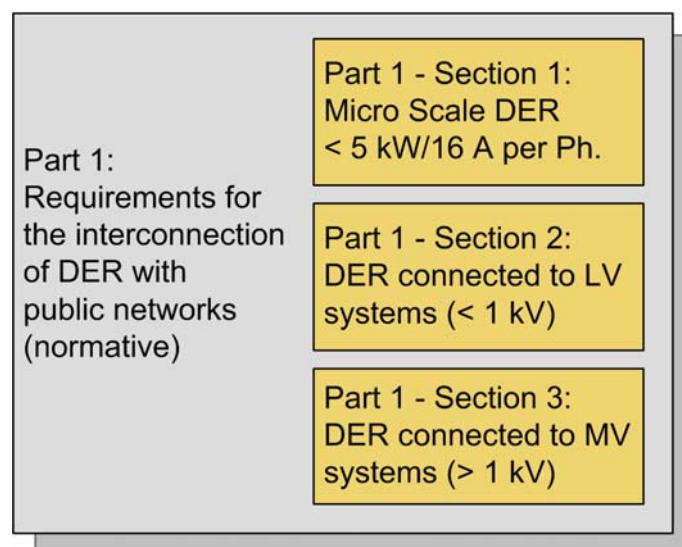 Part 1:
Requirements for
the interconnection
of DER with
public networks
(normative)
Part 1 - Section 1:
Micro Scale DER
< 5 kW/16 A per Ph.
Part 1 - Section 2:
DER connected to LV
systems (< 1 kV)
Part 1 - Section 3:
DER connected to MV
systems (> 1 kV)